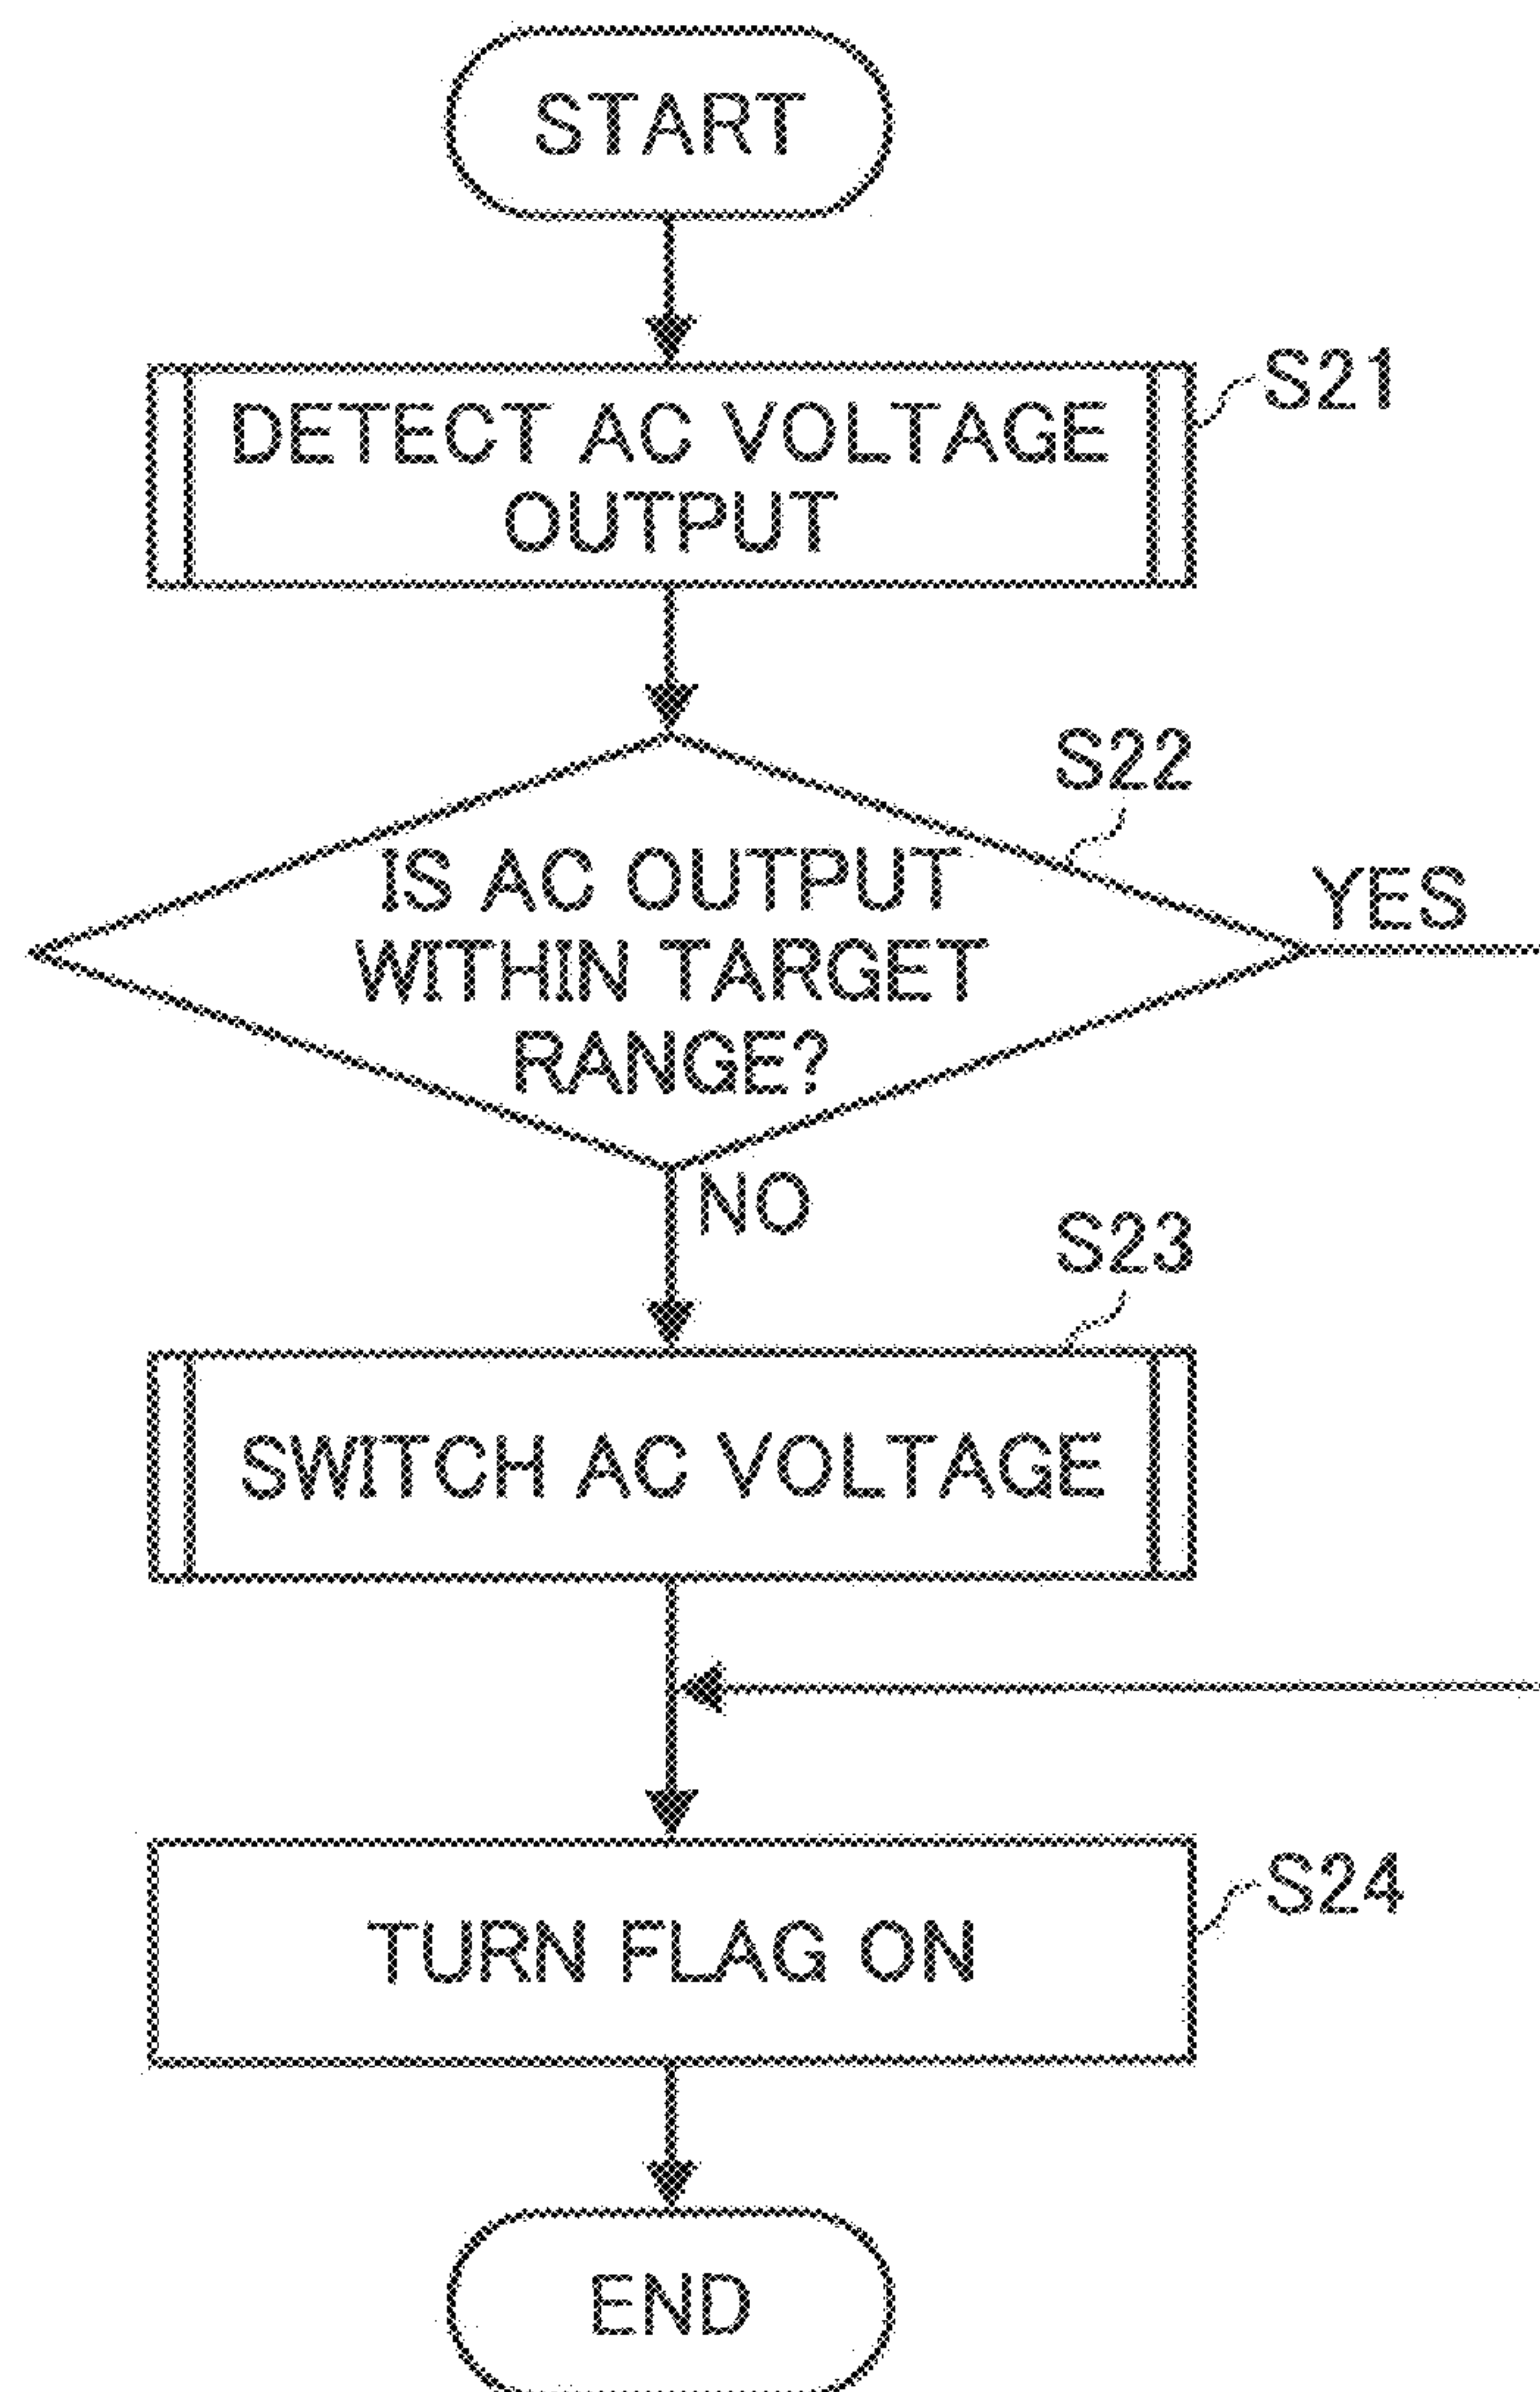 START
DETECT AC VOLTAGE
OUTPUT
S21
S22
IS AC OUTPUT
WITHIN TARGET
RANGE?
YES
NO
S23
SWITCH AC VOLTAGE
TURN FLAG ON
S24
END